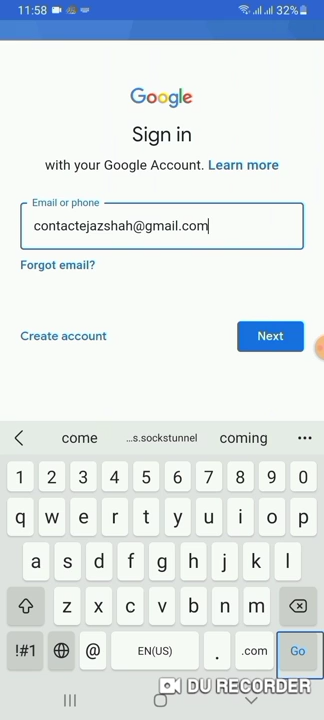 11:58 32%
Google
Sign in
with your Google Account. Learn more
Email or phone
contactejazshah@gmail.com
Forgot email?
Create account Next
come ...s.sockstunnel coming
1 2 3 4 5 6 7 8 9 0
q w e r t y u i o p
a s d f g h j k l
z x c v b n m
!#1 @ EN(US) . .com Go
DU RECORDER